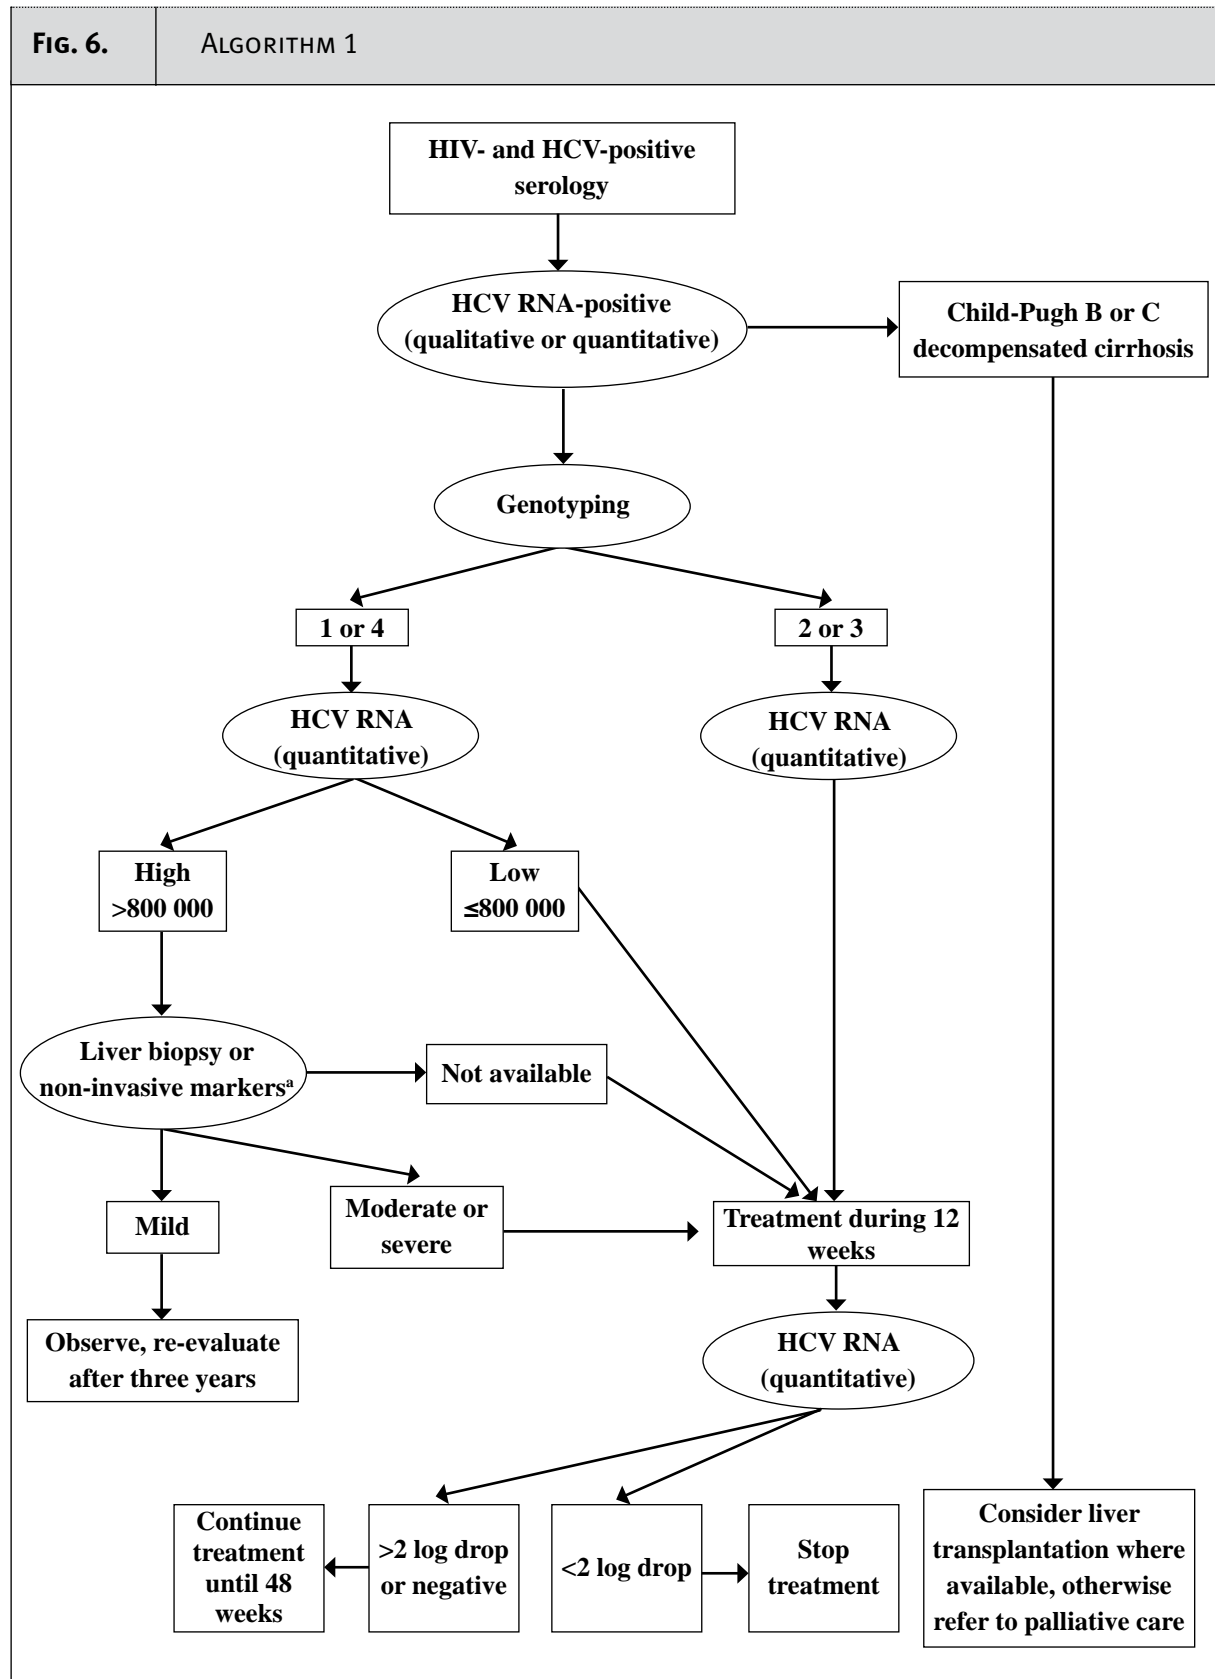 FIG. 6.
ALGORITHM 1
HIV- and HCV-positive
serology
HCV RNA-positive
(qualitative or quantitative)
Child-Pugh B or C
decompensated cirrhosis
Genotyping
1 or 4
2 or 3
HCV RNA
(quantitative)
HCV RNA
(quantitative)
High
>800 000
Low
≤800 000
Liver biopsy or
non-invasive markersᵃ
Not available
Mild
Moderate or
severe
Treatment during 12
weeks
Observe, re-evaluate
after three years
HCV RNA
(quantitative)
Continue
treatment
until 48
weeks
>2 log drop
or negative
<2 log drop
Stop
treatment
Consider liver
transplantation where
available, otherwise
refer to palliative care